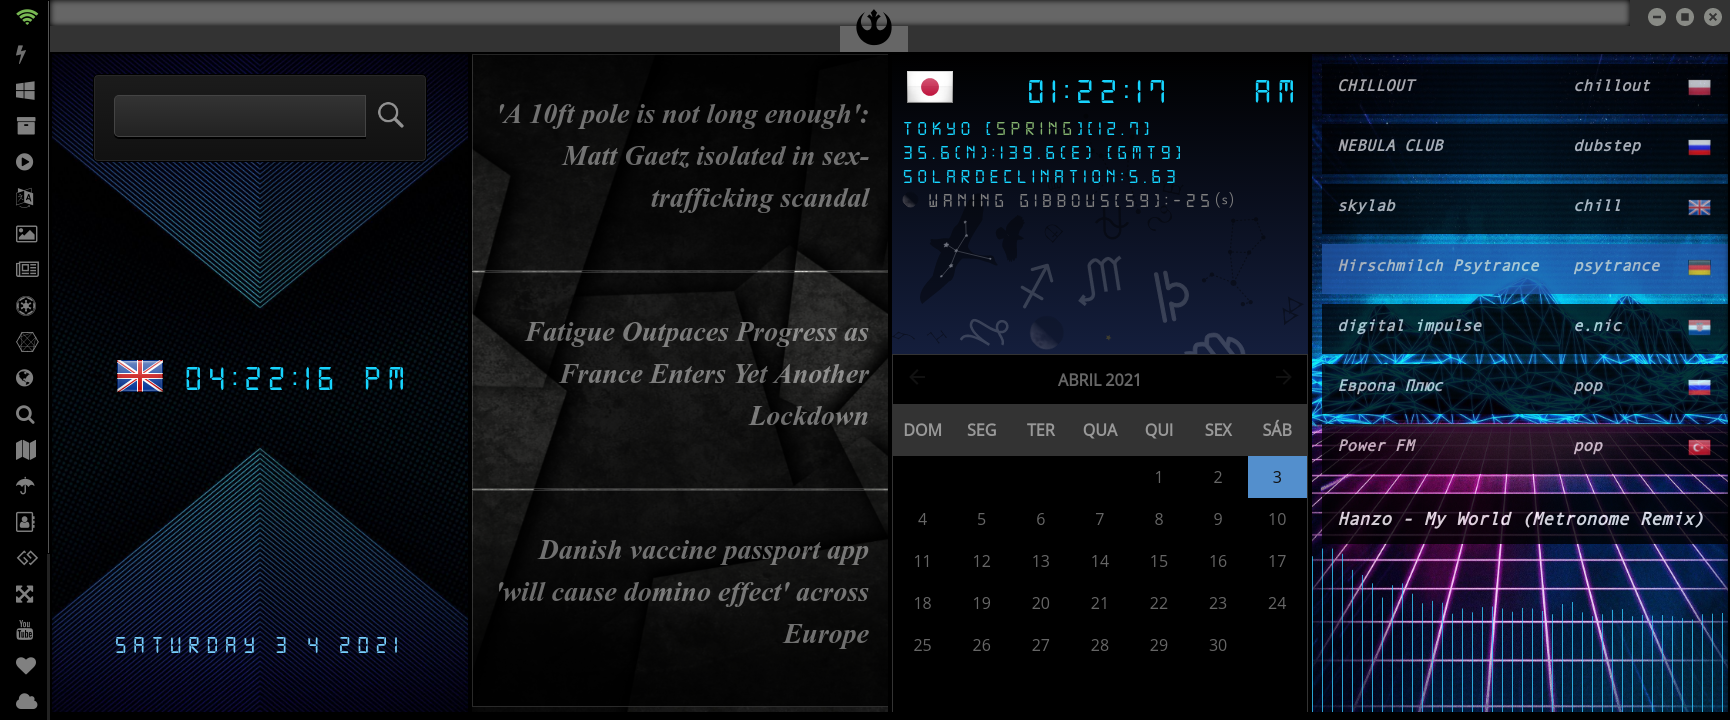 'A 10ft pole is not long enough':
Matt Gaetz isolated in sex-
trafficking scandal
Fatigue Outpaces Progress as
France Enters Yet Another
Lockdown
Danish vaccine passport app
'will cause domino effect' across
Europe
04:22:16 PM
SATURDAY 3 4 2021
01:22:17 AM
TOKYO [SPRING][12.7]
35.6(N):139.6(E) [GMT9]
SOLARDECLINATION:5.63
WANING GIBBOUS[59]:-25(s)
ABRIL 2021
DOM SEG TER QUA QUI SEX SÁB
1 2 3
4 5 6 7 8 9 10
11 12 13 14 15 16 17
18 19 20 21 22 23 24
25 26 27 28 29 30
CHILLOUT chillout
NEBULA CLUB dubstep
skylab chill
Hirschmilch Psytrance psytrance
digital impulse e.nic
Европа Плюс pop
Power FM pop
Hanzo - My World (Metronome Remix)
You
Tube